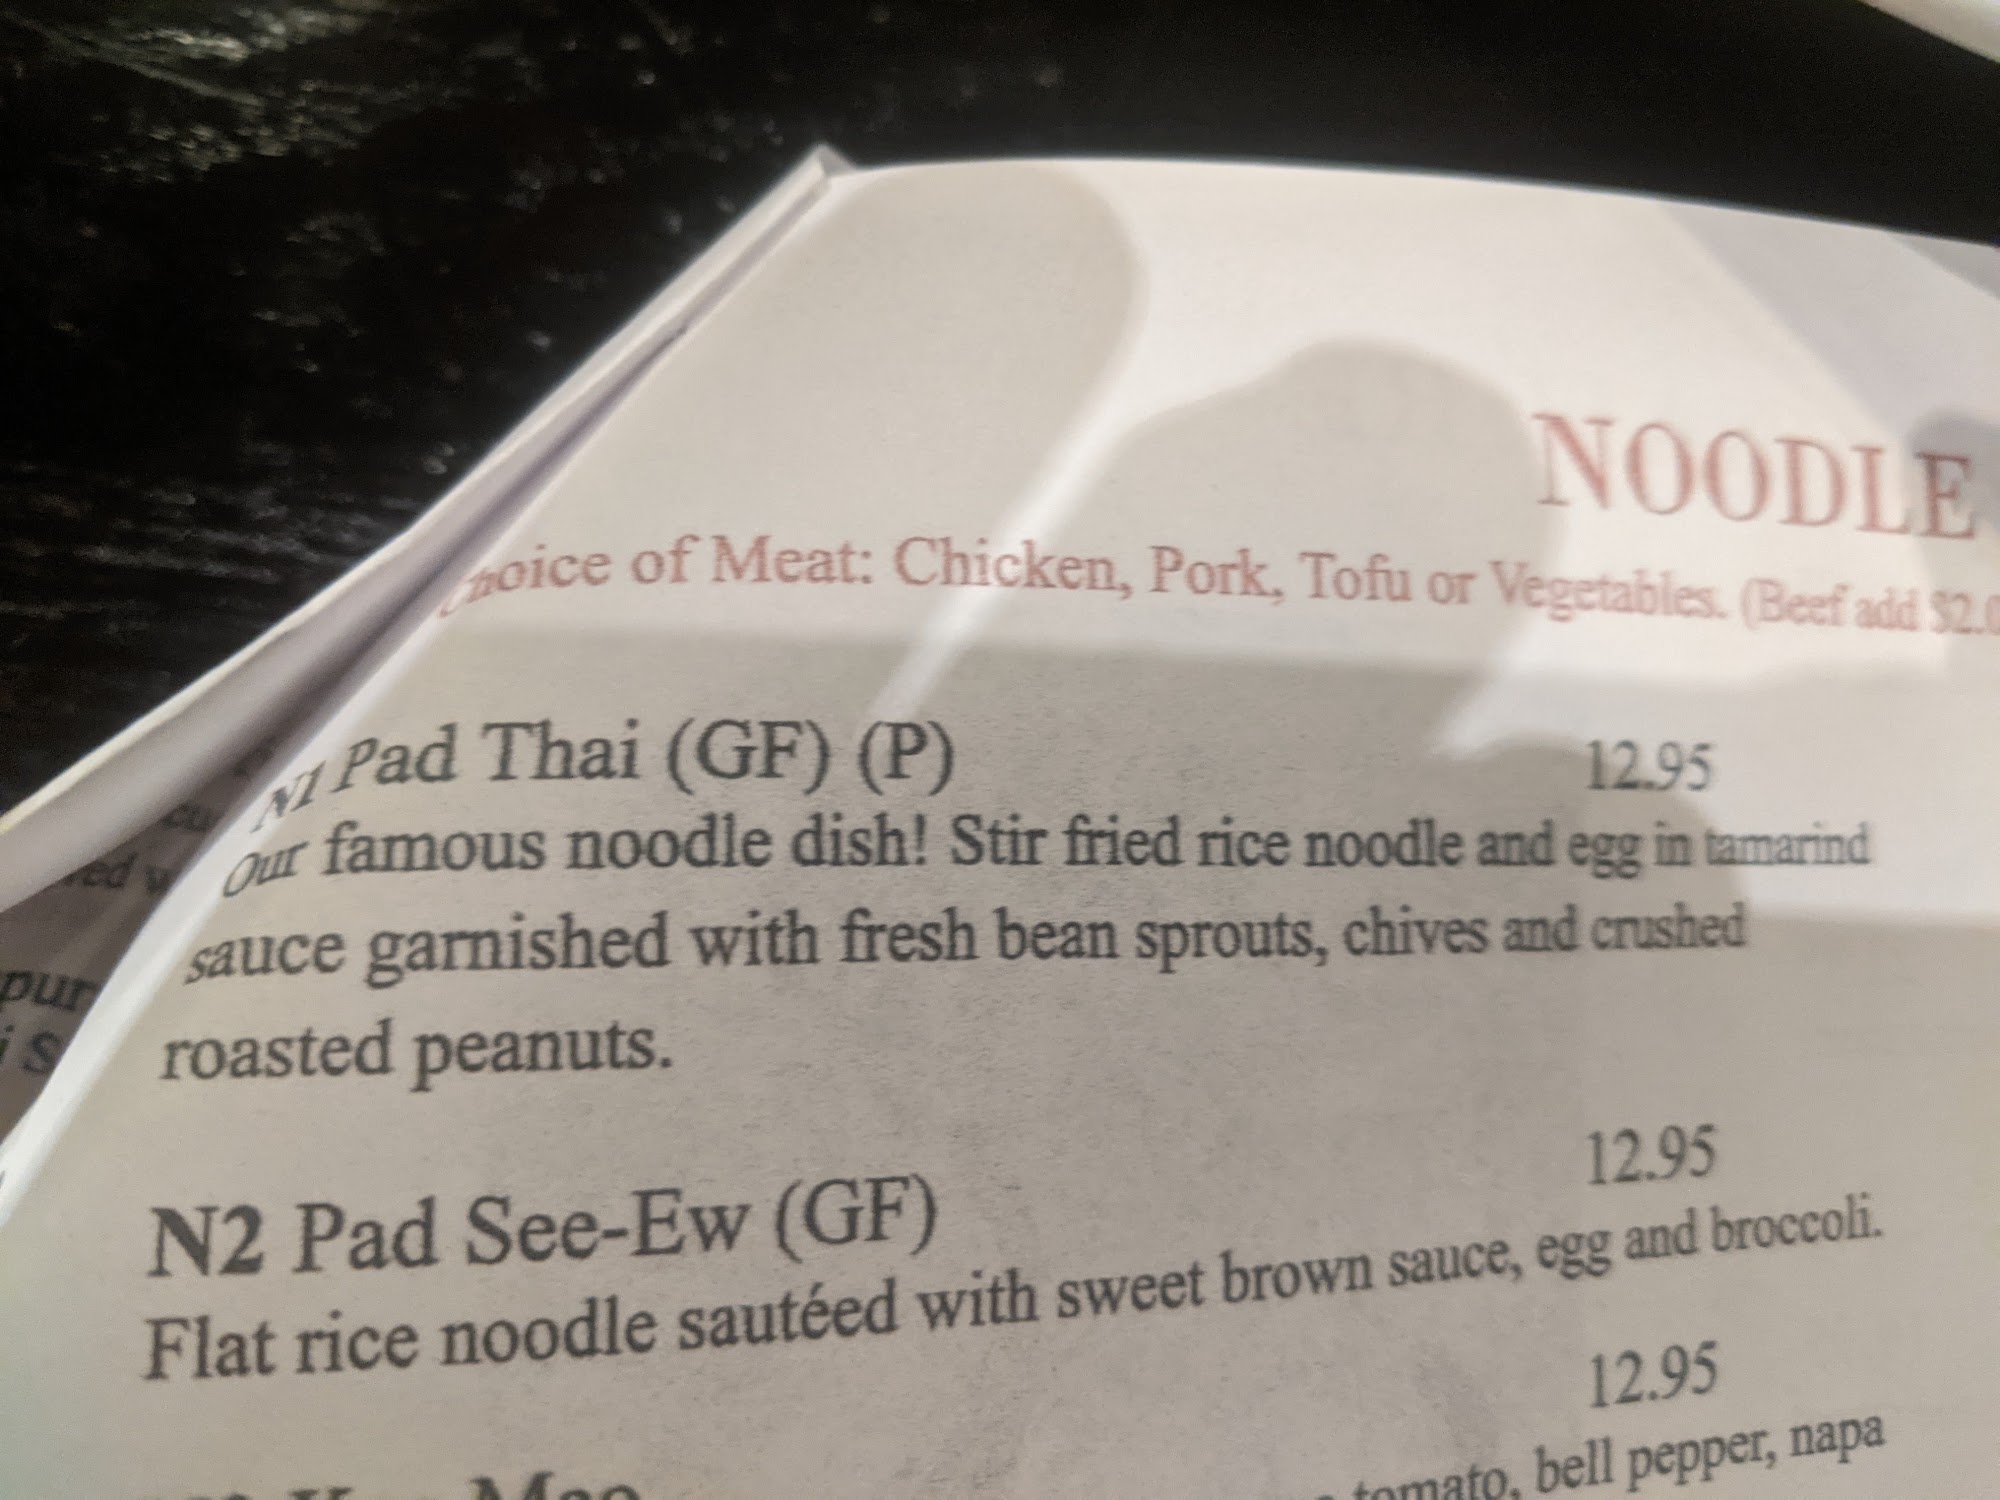 NOODLE
Choice of Meat: Chicken, Pork, Tofu or Vegetables. (Beef add $2.0
N1 Pad Thai (GF) (P) 12.95
Our famous noodle dish! Stir fried rice noodle and egg in tamarind
sauce garnished with fresh bean sprouts, chives and crushed
roasted peanuts.
N2 Pad See-Ew (GF) 12.95
Flat rice noodle sautéed with sweet brown sauce, egg and broccoli.
12.95
tomato, bell pepper, napa